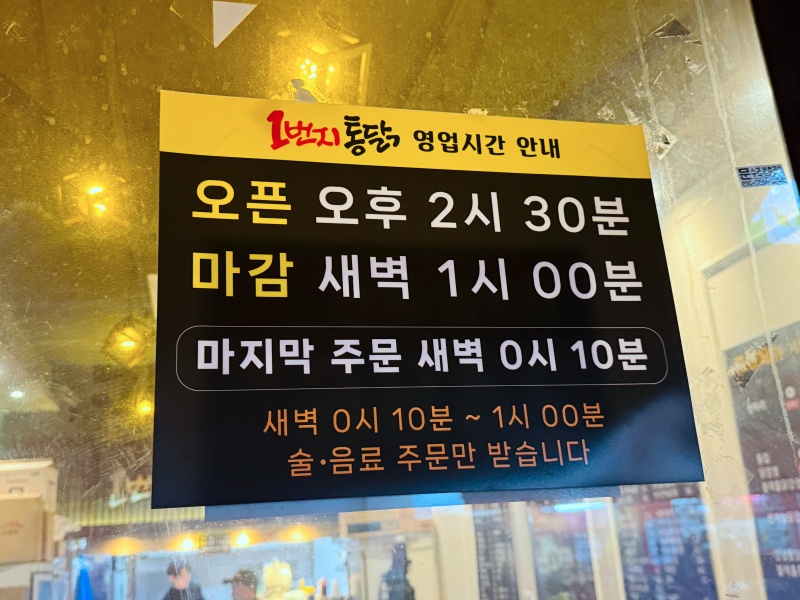 1번지통닭 영업시간 안내
오픈 오후 2시 30분
마감 새벽 1시 00분
마지막 주문 새벽 0시 10분
새벽 0시 10분 ~ 1시 00분
술·음료 주문만 받습니다